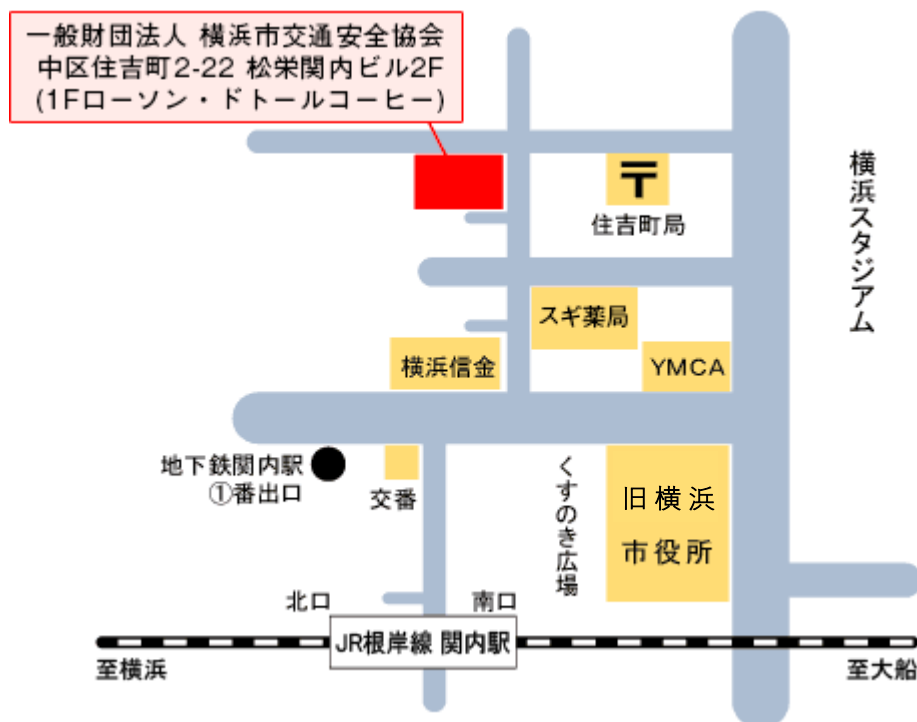 一般財団法人 横浜市交通安全協会
中区住吉町2-22 松栄関内ビル2F
(1Fローソン・ドトールコーヒー)
横浜スタジアム
〒
住吉町局
スギ薬局
横浜信金
YMCA
地下鉄関内駅
①番出口
交番
くすのき広場
旧横浜
市役所
北口
南口
JR根岸線 関内駅
至横浜
至大船